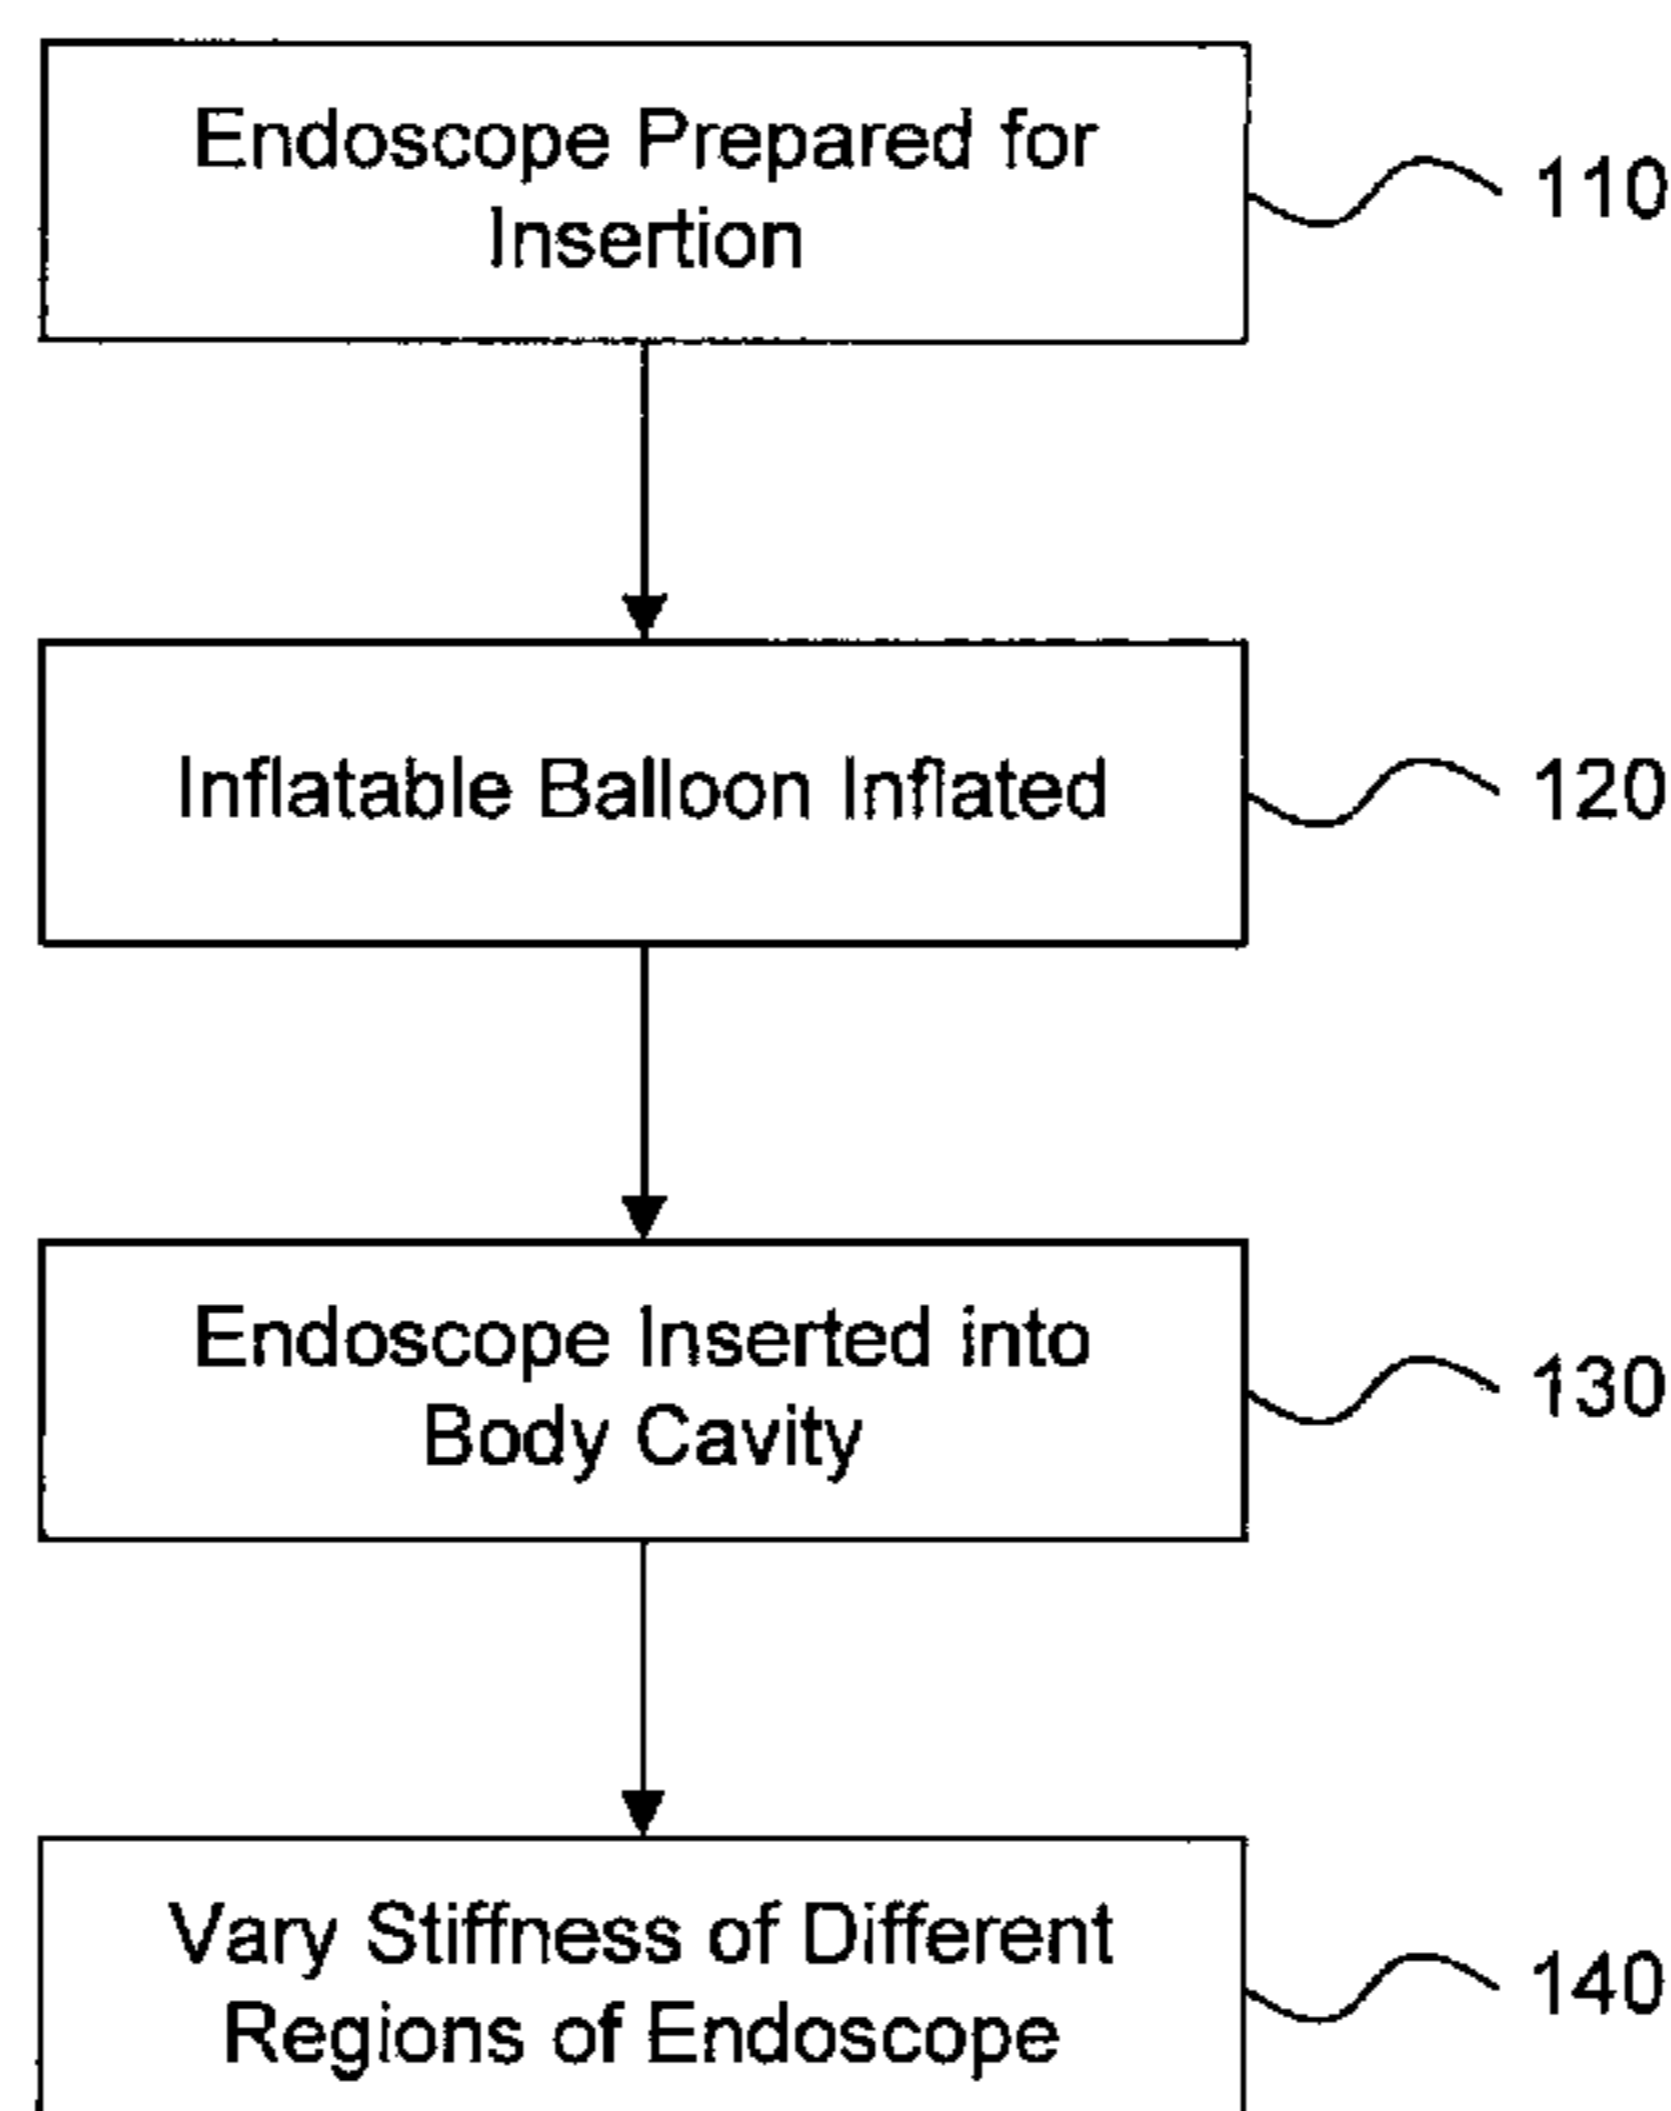 Endoscope Prepared for
Insertion
110
Inflatable Balloon Inflated
120
Endoscope Inserted into
Body Cavity
130
Vary Stiffness of Different
Regions of Endoscope
140